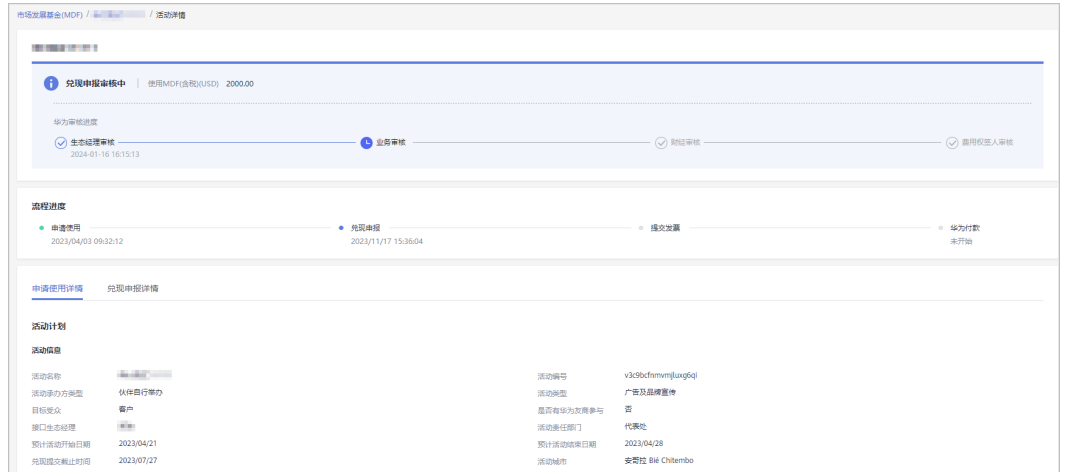 市场发展基金(MDF) / / 活动详情
兑现申报审核中 使用MDF(含税)(USD) 2000.00
华为审核进度
生态经理审核 业务审核 财经审核 费用权签人审核
2024-01-16 16:15:13
流程进度
申请使用 兑现申报 提交发票 华为付款
2023/04/03 09:32:12 2023/11/17 15:36:04 未开始
申请使用详情 兑现申报详情
活动计划
活动信息
活动名称 活动编号 v3c9bcfnmvmjluxg6qi
活动承办方类型 伙伴自行举办 活动类型 广告及品牌宣传
目标受众 客户 是否有华为友商参与 否
接口生态经理 活动责任部门 代表处
预计活动开始日期 2023/04/21 预计活动结束日期 2023/04/28
兑现提交截止时间 2023/07/27 活动城市 安哥拉 Bié Chitembo